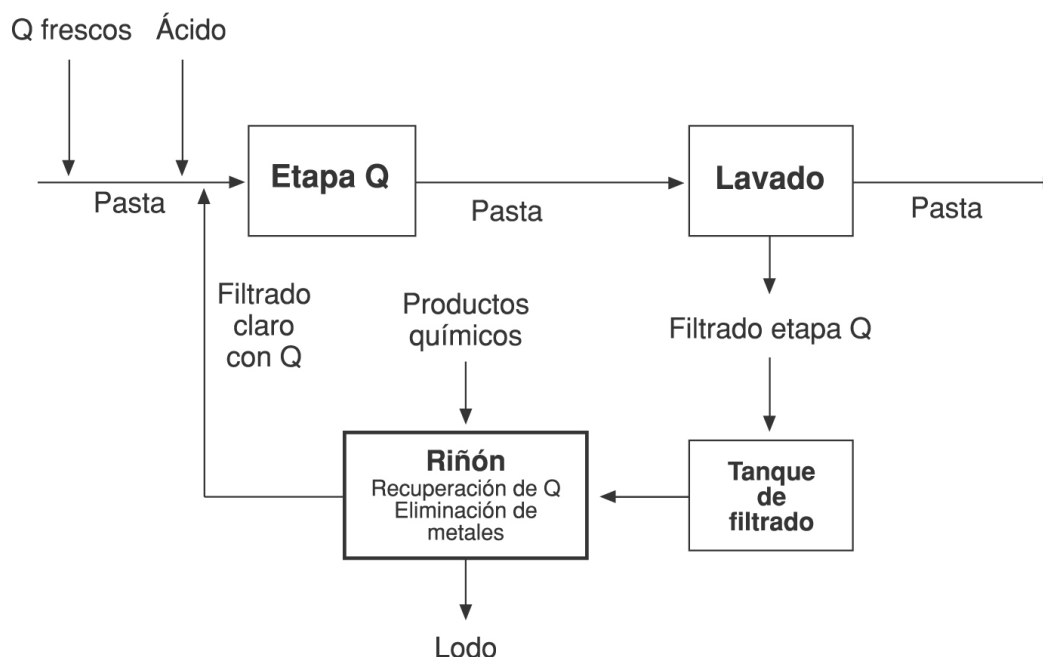 Q frescos
Ácido
Pasta
Etapa Q
Pasta
Lavado
Pasta
Filtrado
claro
con Q
Productos
químicos
Filtrado etapa Q
Riñón
Recuperación de Q
Eliminación de
metales
Tanque
de
filtrado
Lodo